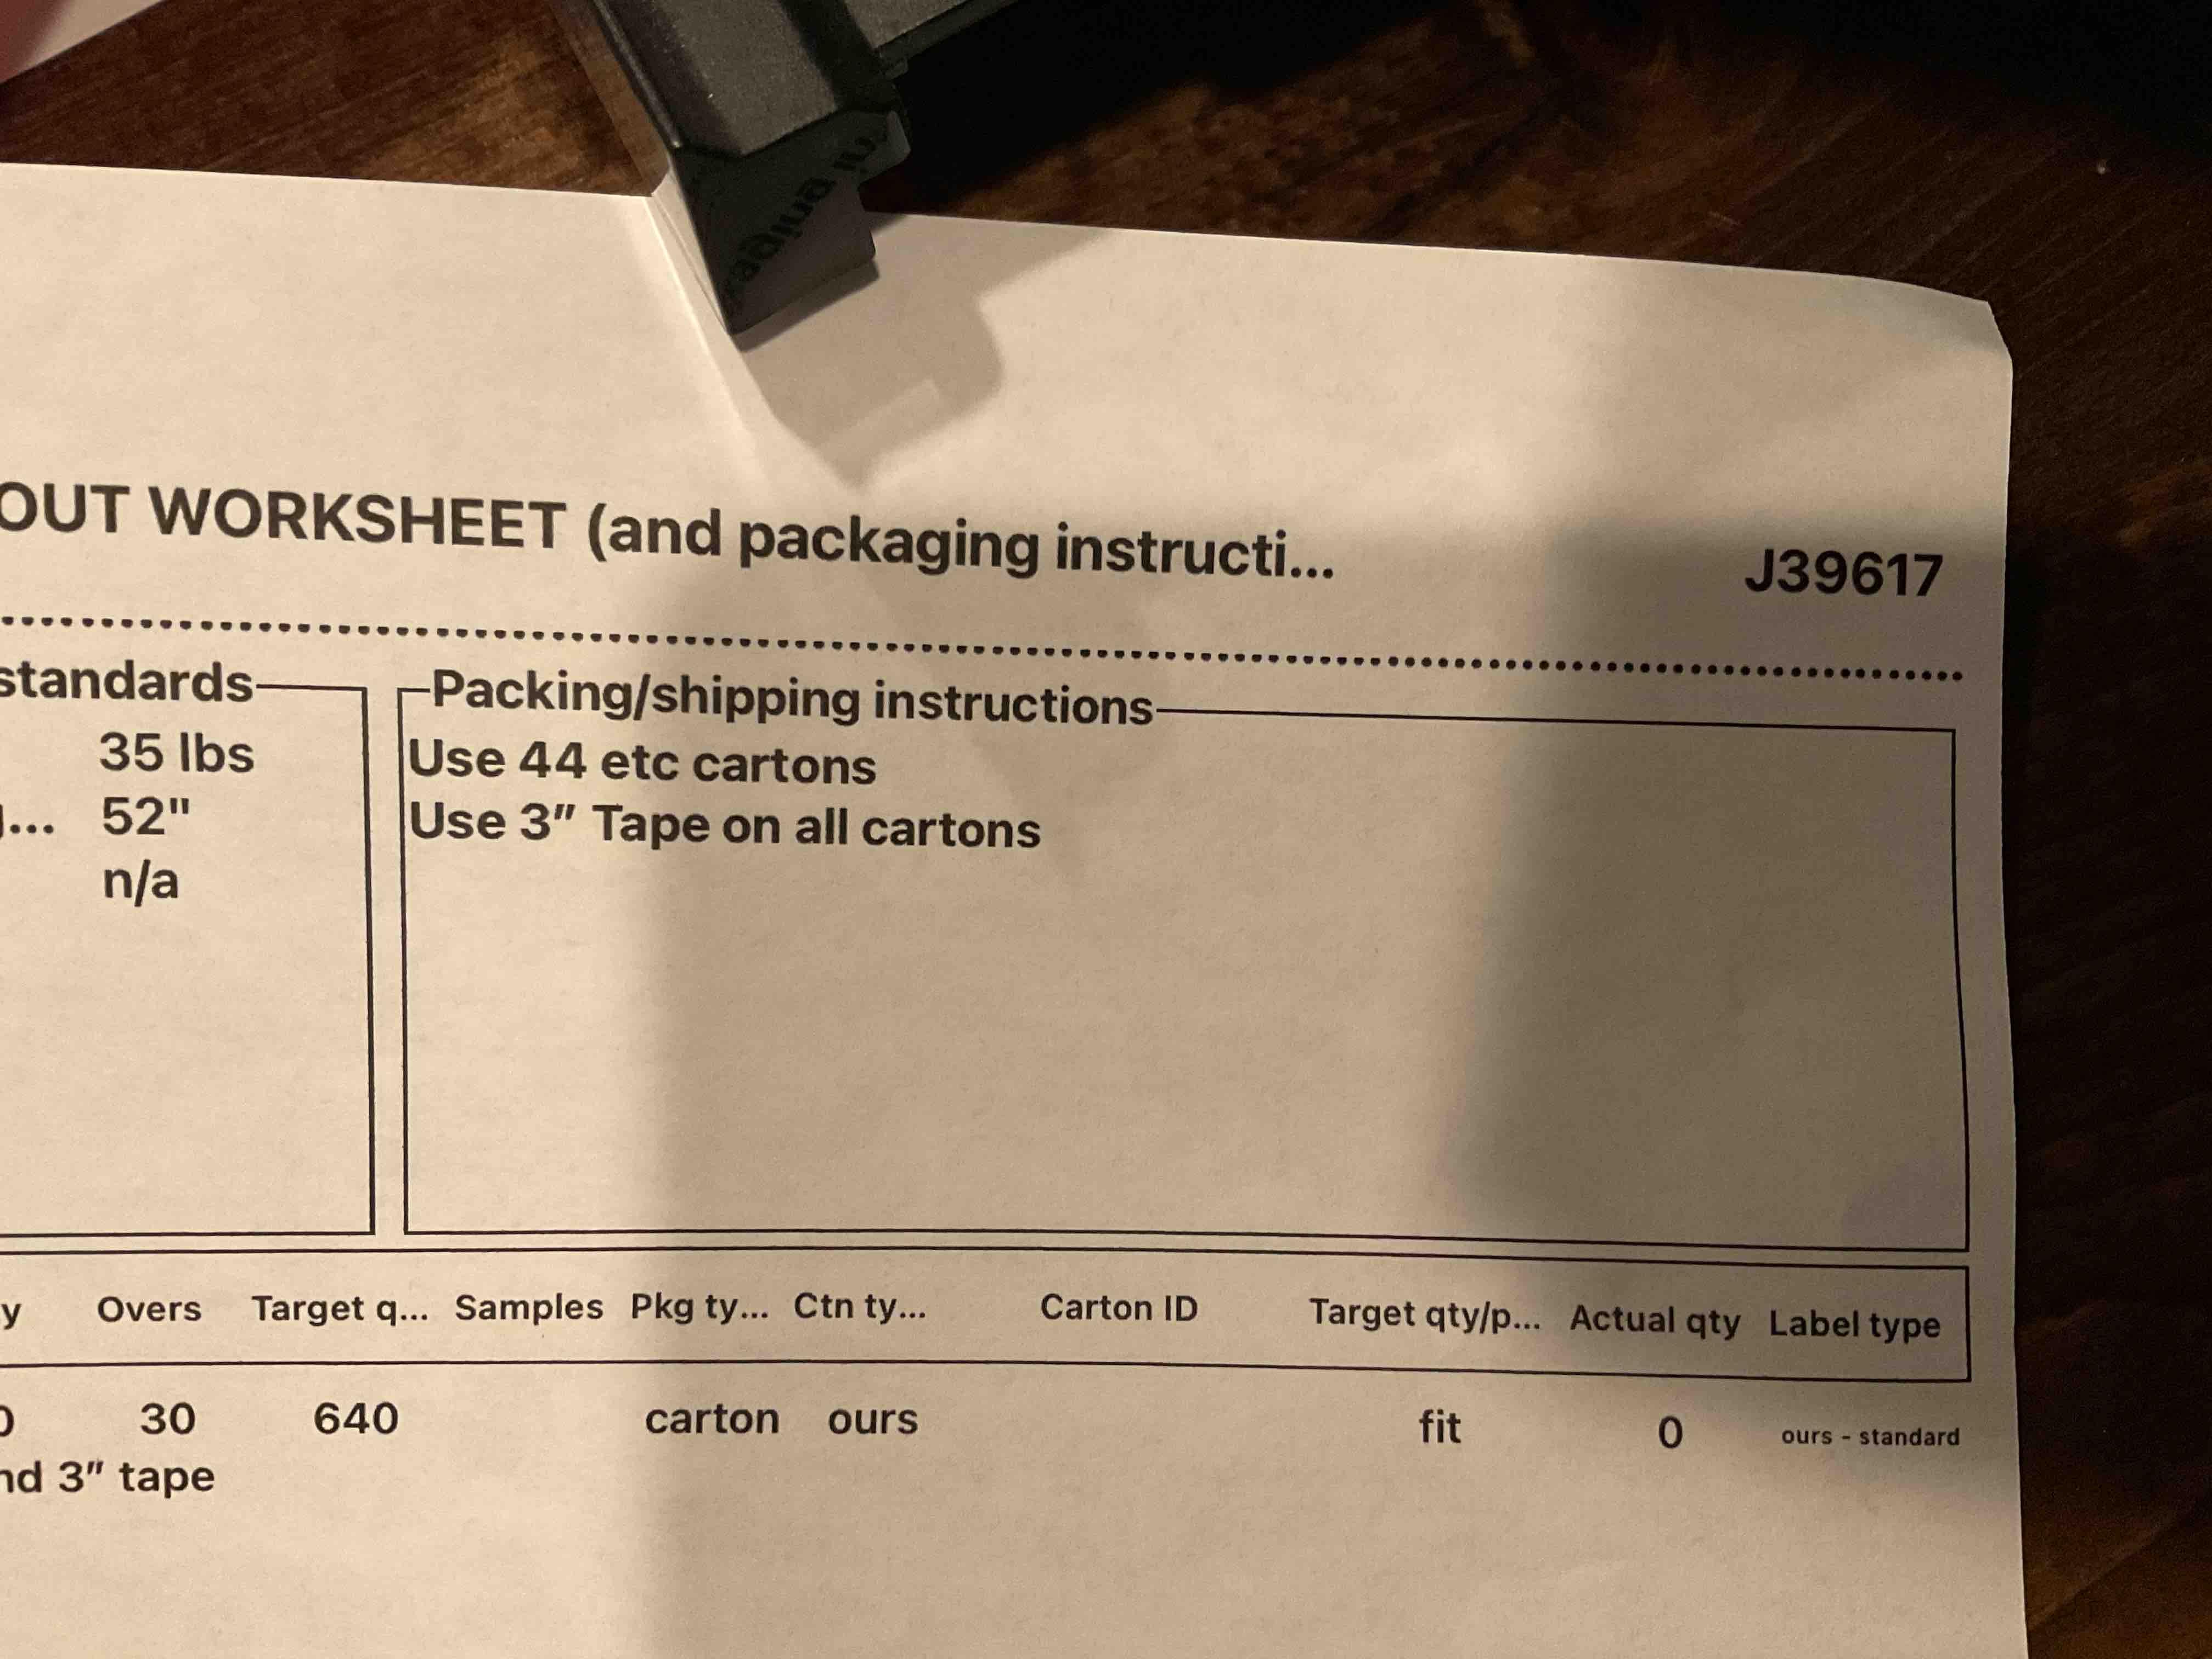 OUT WORKSHEET (and packaging instructi...
J39617
standards
35 lbs
... 52"
n/a
Packing/shipping instructions
Use 44 etc cartons
Use 3" Tape on all cartons
y Overs Target q... Samples Pkg ty... Ctn ty... Carton ID Target qty/p... Actual qty Label type
30 640 carton ours fit 0 ours - standard
nd 3" tape